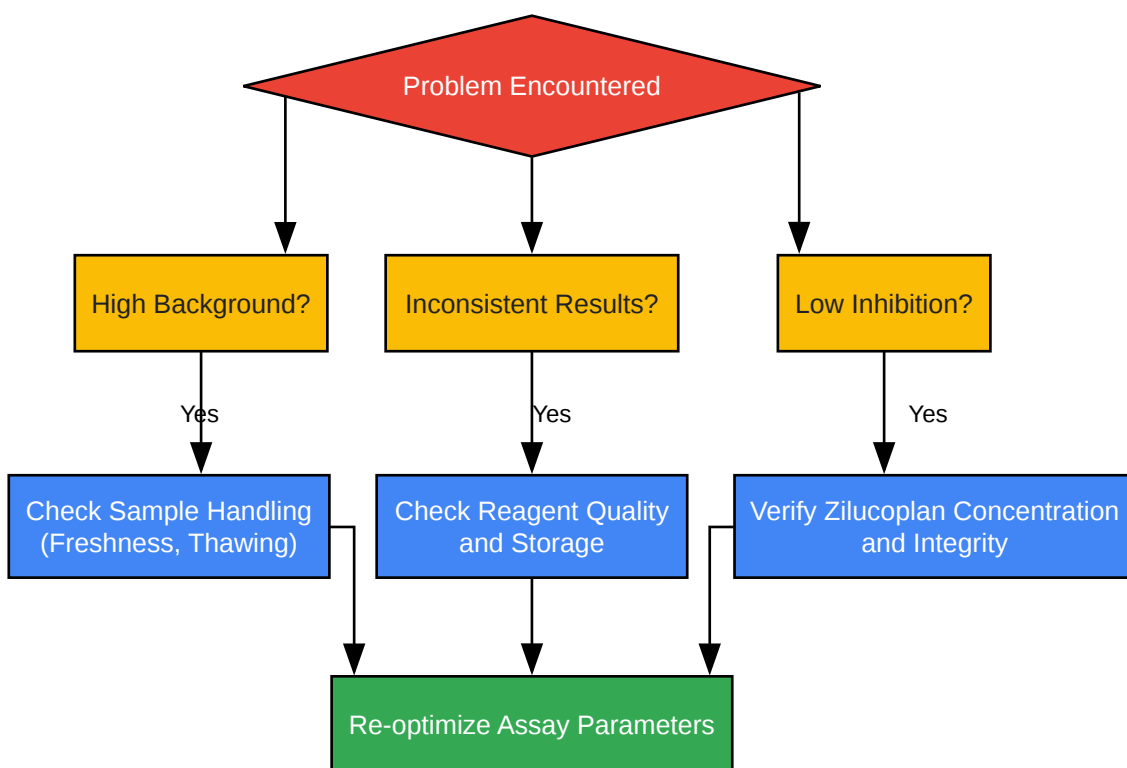 Problem Encountered
High Background?
Inconsistent Results?
Low Inhibition?
Yes
Yes
Yes
Check Sample Handling
(Freshness, Thawing)
Check Reagent Quality
and Storage
Verify Zilucoplan Concentration
and Integrity
Re-optimize Assay Parameters